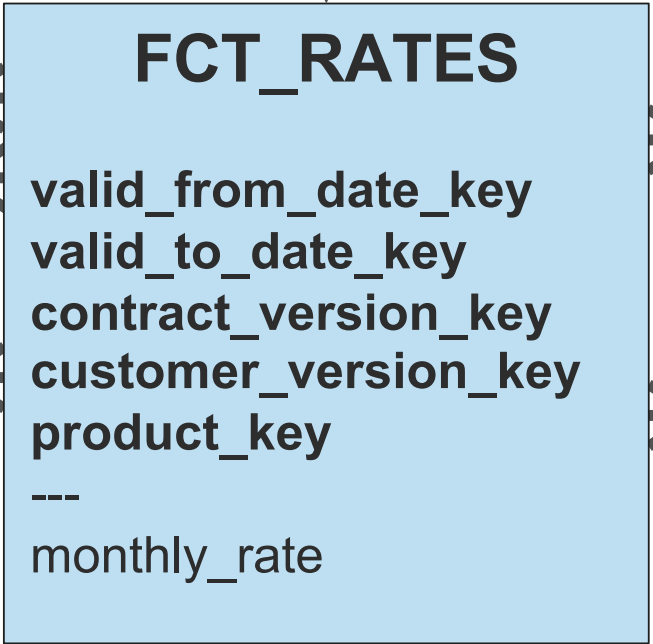 FCT_RATES
valid_from_date_key
valid_to_date_key
contract_version_key
customer_version_key
product_key
---
monthly_rate